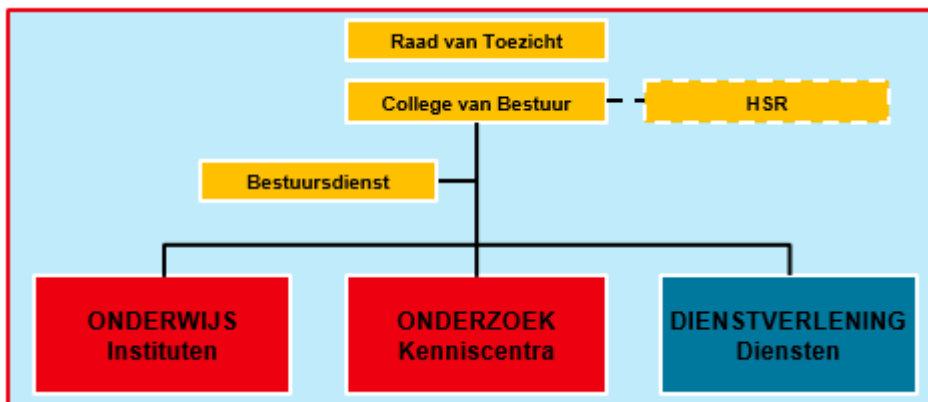 Raad van Toezicht
College van Bestuur
HSR
Bestuursdienst
ONDERWIJS
Instituten
ONDERZOEK
Kenniscentra
DIENSTVERLENING
Diensten